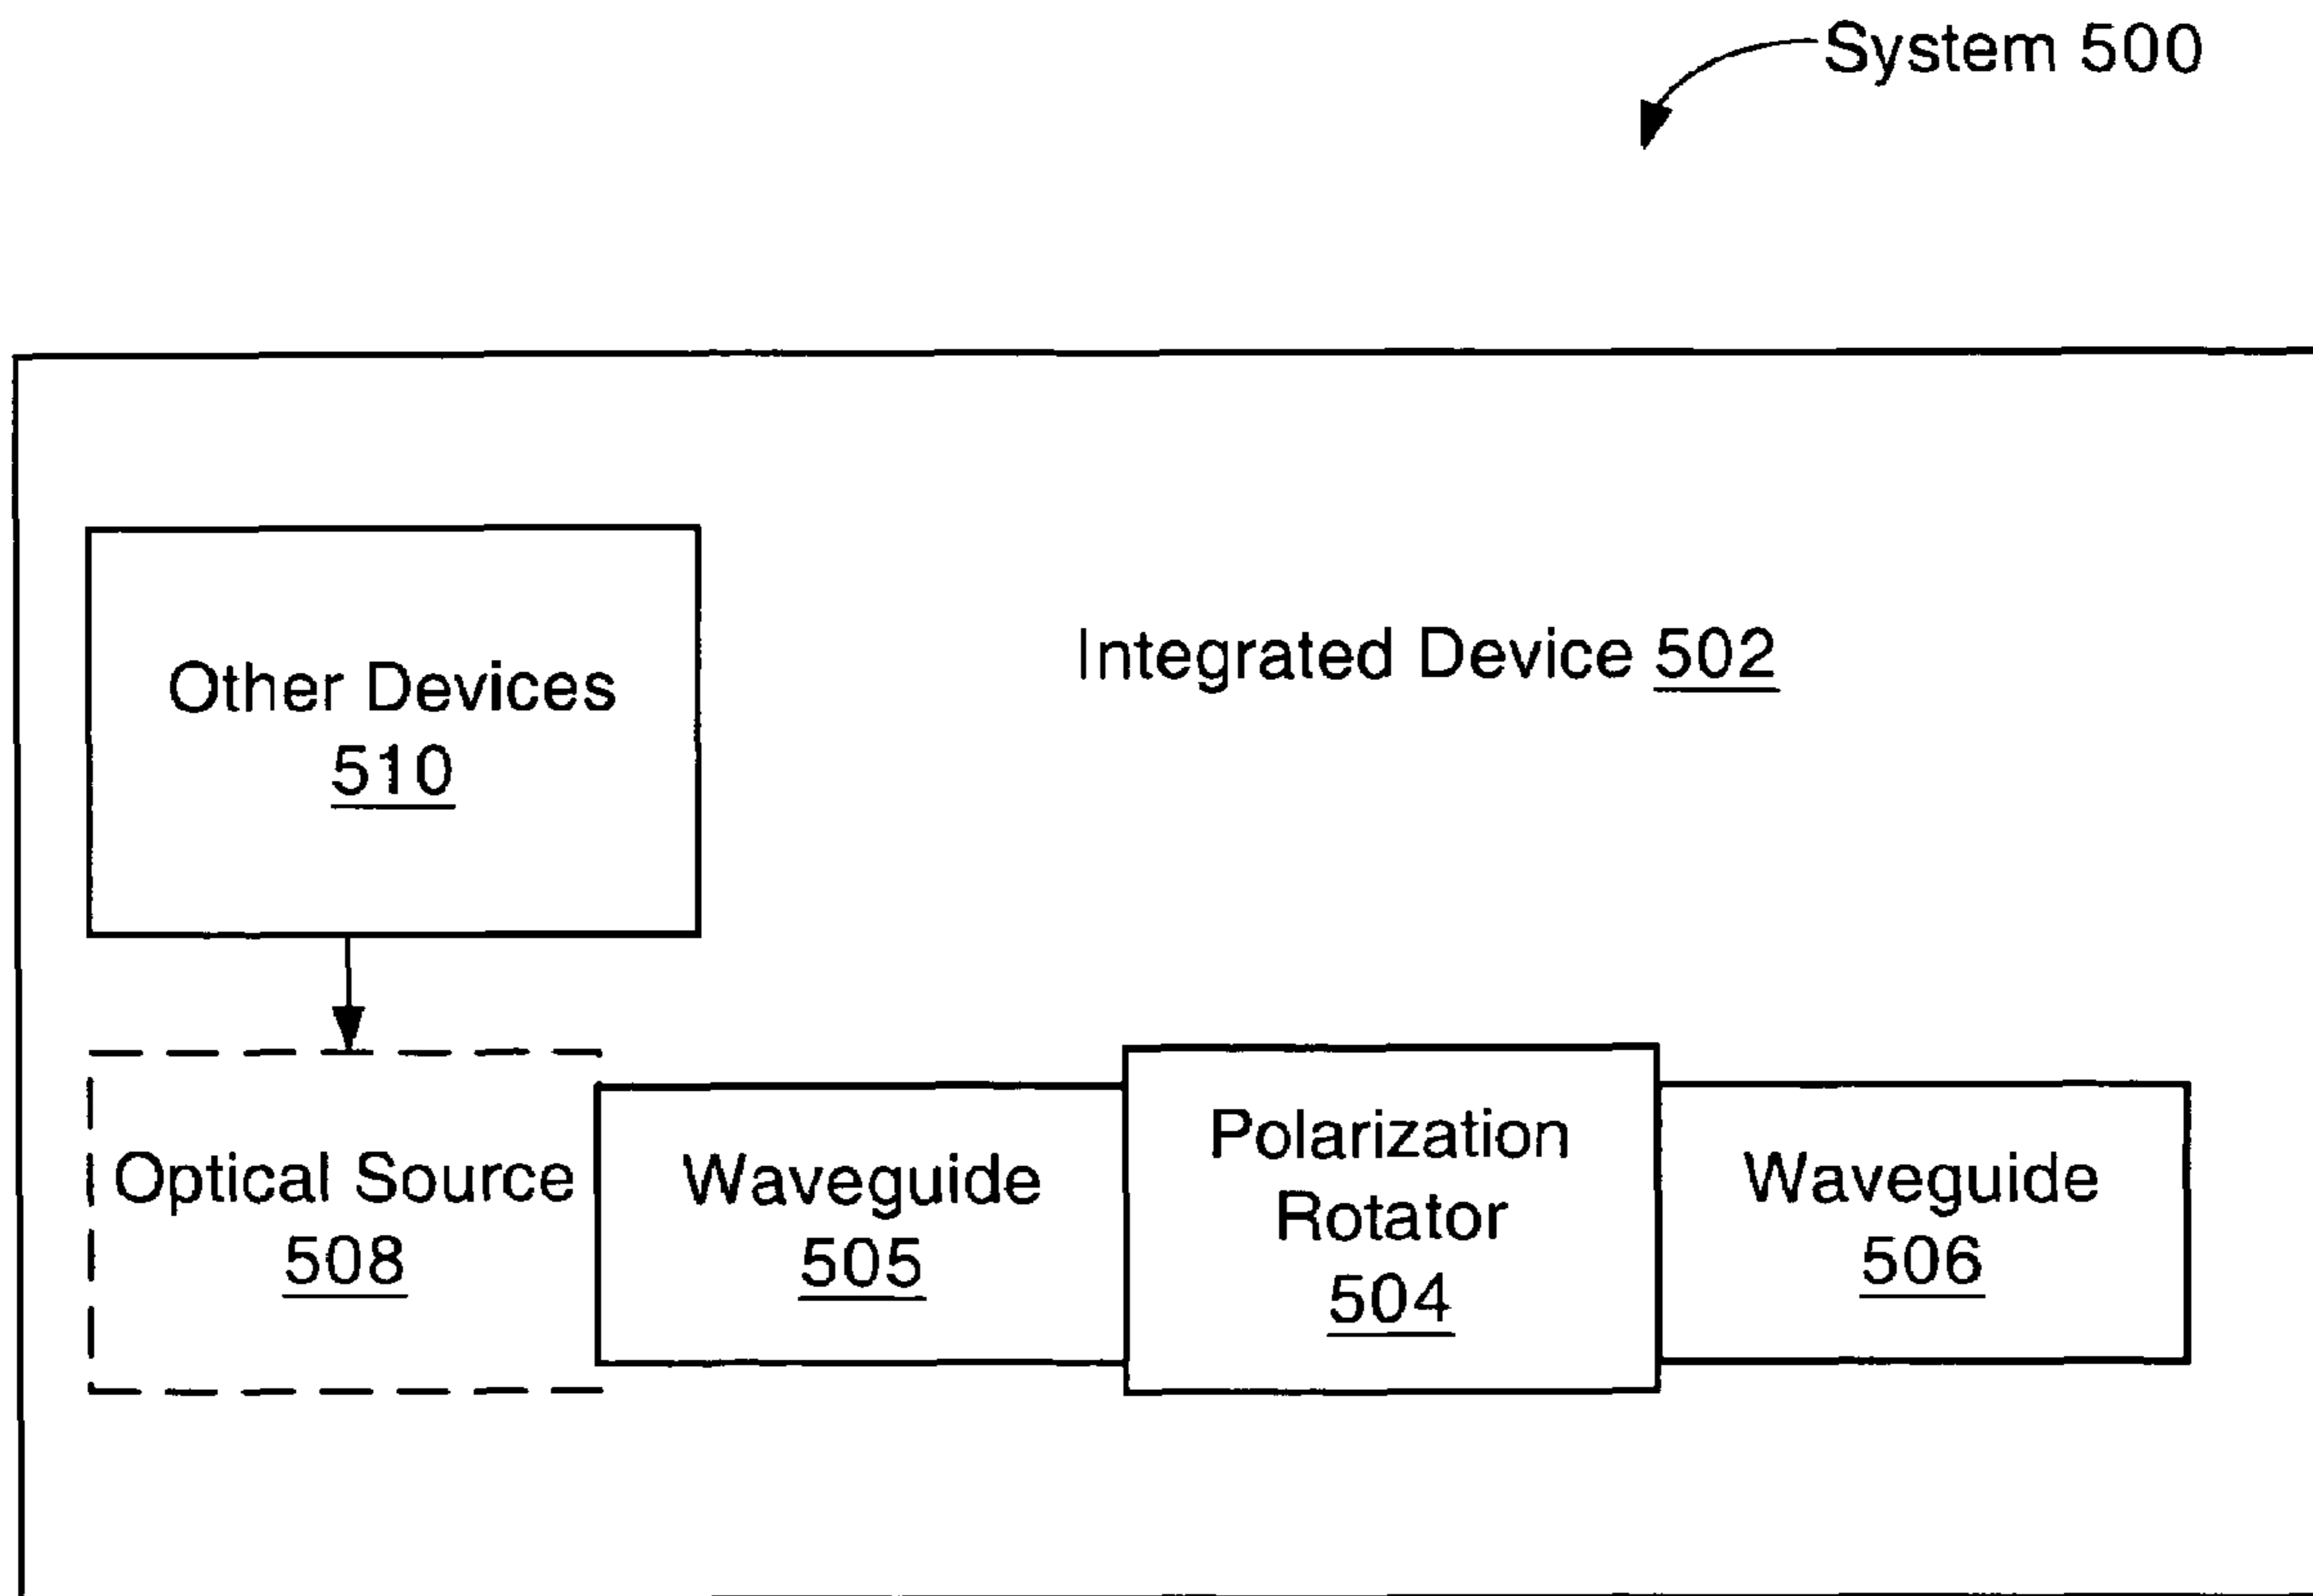 System 500
Integrated Device 502
Other Devices
510
Optical Source
508
Waveguide
505
Polarization
Rotator
504
Waveguide
506